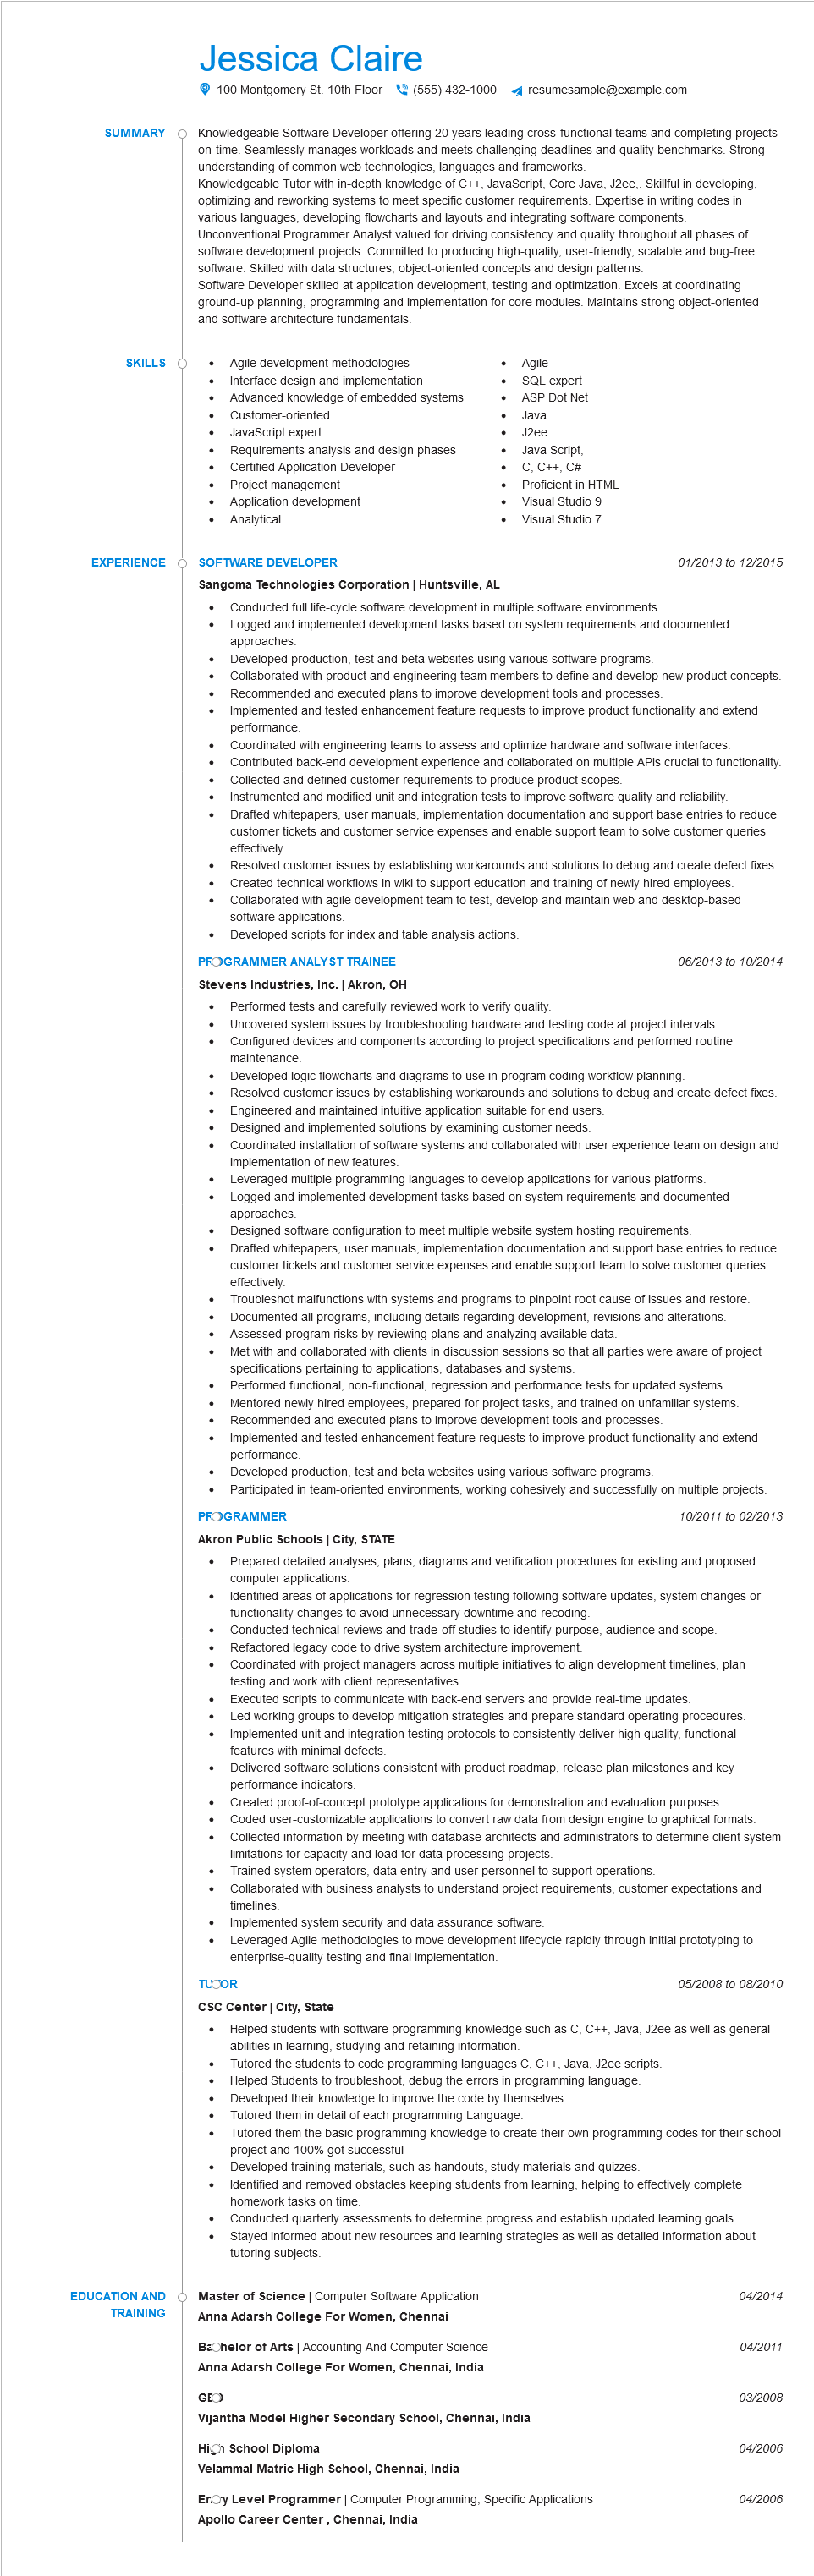 Jessica Claire
100 Montgomery St. 10th Floor (555) 432-1000 resumesample@example.com
SUMMARY
Knowledgeable Software Developer offering 20 years leading cross-functional teams and completing projects
on-time. Seamlessly manages workloads and meets challenging deadlines and quality benchmarks. Strong
understanding of common web technologies, languages and frameworks.
Knowledgeable Tutor with in-depth knowledge of C++, JavaScript, Core Java, J2ee,. Skillful in developing,
optimizing and reworking systems to meet specific customer requirements. Expertise in writing codes in
various languages, developing flowcharts and layouts and integrating software components.
Unconventional Programmer Analyst valued for driving consistency and quality throughout all phases of
software development projects. Committed to producing high-quality, user-friendly, scalable and bug-free
software. Skilled with data structures, object-oriented concepts and design patterns.
Software Developer skilled at application development, testing and optimization. Excels at coordinating
ground-up planning, programming and implementation for core modules. Maintains strong object-oriented
and software architecture fundamentals.
SKILLS
• Agile development methodologies
• Interface design and implementation
• Advanced knowledge of embedded systems
• Customer-oriented
• JavaScript expert
• Requirements analysis and design phases
• Certified Application Developer
• Project management
• Application development
• Analytical
• Agile
• SQL expert
• ASP Dot Net
• Java
• J2ee
• Java Script,
• C, C++, C#
• Proficient in HTML
• Visual Studio 9
• Visual Studio 7
EXPERIENCE
SOFTWARE DEVELOPER 01/2013 to 12/2015
Sangoma Technologies Corporation | Huntsville, AL
• Conducted full life-cycle software development in multiple software environments.
• Logged and implemented development tasks based on system requirements and documented
approaches.
• Developed production, test and beta websites using various software programs.
• Collaborated with product and engineering team members to define and develop new product concepts.
• Recommended and executed plans to improve development tools and processes.
• Implemented and tested enhancement feature requests to improve product functionality and extend
performance.
• Coordinated with engineering teams to assess and optimize hardware and software interfaces.
• Contributed back-end development experience and collaborated on multiple APIs crucial to functionality.
• Collected and defined customer requirements to produce product scopes.
• Instrumented and modified unit and integration tests to improve software quality and reliability.
• Drafted whitepapers, user manuals, implementation documentation and support base entries to reduce
customer tickets and customer service expenses and enable support team to solve customer queries
effectively.
• Resolved customer issues by establishing workarounds and solutions to debug and create defect fixes.
• Created technical workflows in wiki to support education and training of newly hired employees.
• Collaborated with agile development team to test, develop and maintain web and desktop-based
software applications.
• Developed scripts for index and table analysis actions.
PROGRAMMER ANALYST TRAINEE 06/2013 to 10/2014
Stevens Industries, Inc. | Akron, OH
• Performed tests and carefully reviewed work to verify quality.
• Uncovered system issues by troubleshooting hardware and testing code at project intervals.
• Configured devices and components according to project specifications and performed routine
maintenance.
• Developed logic flowcharts and diagrams to use in program coding workflow planning.
• Resolved customer issues by establishing workarounds and solutions to debug and create defect fixes.
• Engineered and maintained intuitive application suitable for end users.
• Designed and implemented solutions by examining customer needs.
• Coordinated installation of software systems and collaborated with user experience team on design and
implementation of new features.
• Leveraged multiple programming languages to develop applications for various platforms.
• Logged and implemented development tasks based on system requirements and documented
approaches.
• Designed software configuration to meet multiple website system hosting requirements.
• Drafted whitepapers, user manuals, implementation documentation and support base entries to reduce
customer tickets and customer service expenses and enable support team to solve customer queries
effectively.
• Troubleshot malfunctions with systems and programs to pinpoint root cause of issues and restore.
• Documented all programs, including details regarding development, revisions and alterations.
• Assessed program risks by reviewing plans and analyzing available data.
• Met with and collaborated with clients in discussion sessions so that all parties were aware of project
specifications pertaining to applications, databases and systems.
• Performed functional, non-functional, regression and performance tests for updated systems.
• Mentored newly hired employees, prepared for project tasks, and trained on unfamiliar systems.
• Recommended and executed plans to improve development tools and processes.
• Implemented and tested enhancement feature requests to improve product functionality and extend
performance.
• Developed production, test and beta websites using various software programs.
• Participated in team-oriented environments, working cohesively and successfully on multiple projects.
PROGRAMMER 10/2011 to 02/2013
Akron Public Schools | City, STATE
• Prepared detailed analyses, plans, diagrams and verification procedures for existing and proposed
computer applications.
• Identified areas of applications for regression testing following software updates, system changes or
functionality changes to avoid unnecessary downtime and recoding.
• Conducted technical reviews and trade-off studies to identify purpose, audience and scope.
• Refactored legacy code to drive system architecture improvement.
• Coordinated with project managers across multiple initiatives to align development timelines, plan
testing and work with client representatives.
• Executed scripts to communicate with back-end servers and provide real-time updates.
• Led working groups to develop mitigation strategies and prepare standard operating procedures.
• Implemented unit and integration testing protocols to consistently deliver high quality, functional
features with minimal defects.
• Delivered software solutions consistent with product roadmap, release plan milestones and key
performance indicators.
• Created proof-of-concept prototype applications for demonstration and evaluation purposes.
• Coded user-customizable applications to convert raw data from design engine to graphical formats.
• Collected information by meeting with database architects and administrators to determine client system
limitations for capacity and load for data processing projects.
• Trained system operators, data entry and user personnel to support operations.
• Collaborated with business analysts to understand project requirements, customer expectations and
timelines.
• Implemented system security and data assurance software.
• Leveraged Agile methodologies to move development lifecycle rapidly through initial prototyping to
enterprise-quality testing and final implementation.
TUTOR 05/2008 to 08/2010
CSC Center | City, State
• Helped students with software programming knowledge such as C, C++, Java, J2ee as well as general
abilities in learning, studying and retaining information.
• Tutored the students to code programming languages C, C++, Java, J2ee scripts.
• Helped Students to troubleshoot, debug the errors in programming language.
• Developed their knowledge to improve the code by themselves.
• Tutored them in detail of each programming Language.
• Tutored them the basic programming knowledge to create their own programming codes for their school
project and 100% got successful
• Developed training materials, such as handouts, study materials and quizzes.
• Identified and removed obstacles keeping students from learning, helping to effectively complete
homework tasks on time.
• Conducted quarterly assessments to determine progress and establish updated learning goals.
• Stayed informed about new resources and learning strategies as well as detailed information about
tutoring subjects.
EDUCATION AND
TRAINING
Master of Science | Computer Software Application 04/2014
Anna Adarsh College For Women, Chennai
Bachelor of Arts | Accounting And Computer Science 04/2011
Anna Adarsh College For Women, Chennai, India
GED 03/2008
Vijantha Model Higher Secondary School, Chennai, India
High School Diploma 04/2006
Velammal Matric High School, Chennai, India
Entry Level Programmer | Computer Programming, Specific Applications 04/2006
Apollo Career Center , Chennai, India